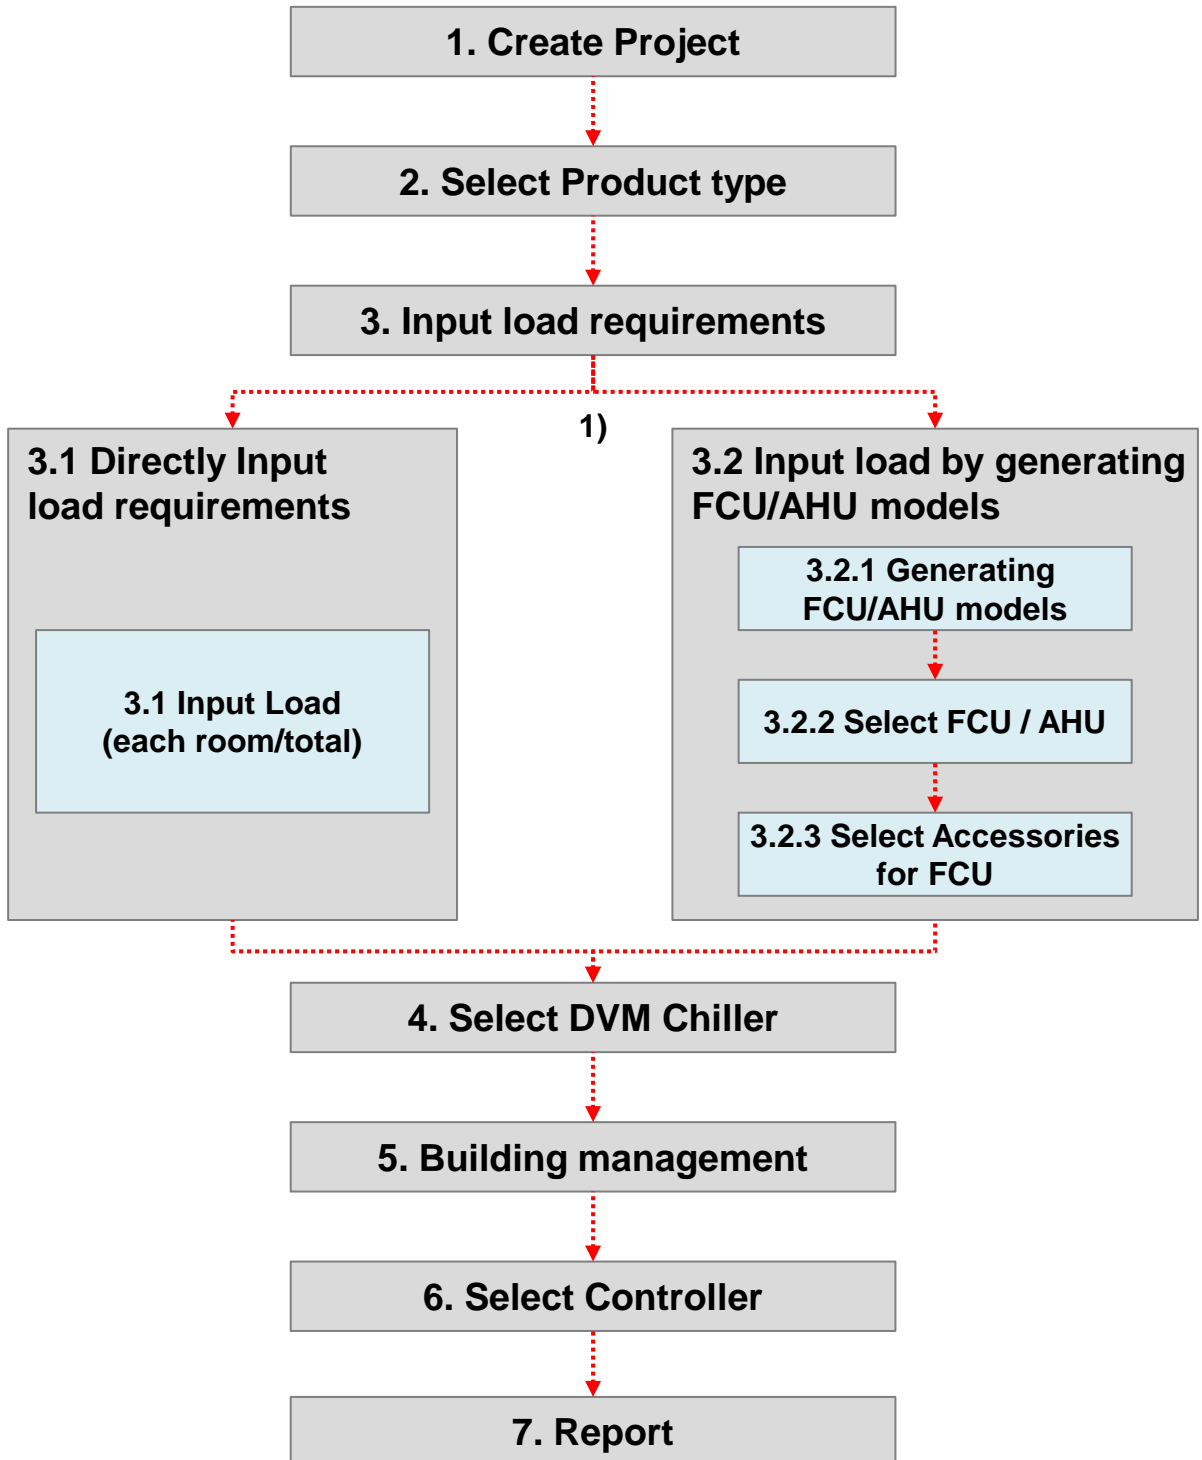 1. Create Project
2. Select Product type
3. Input load requirements
1)
3.1 Directly Input
load requirements
3.1 Input Load
(each room/total)
3.2 Input load by generating
FCU/AHU models
3.2.1 Generating
FCU/AHU models
3.2.2 Select FCU / AHU
3.2.3 Select Accessories
for FCU
4. Select DVM Chiller
5. Building management
6. Select Controller
7. Report